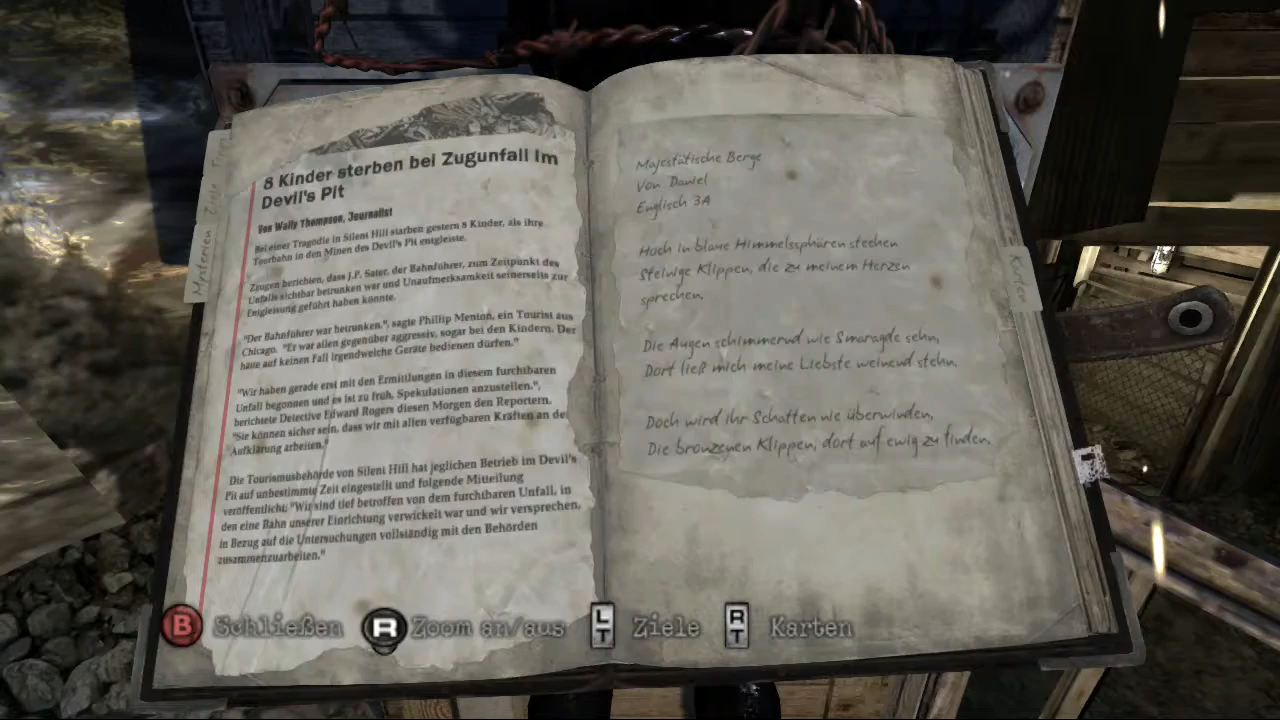 8 Kinder sterben bei Zugunfall im
Devil's Pit
Von Wally Thompson, Journalist
Bei einer Tragödie in Silent Hill starben gestern 8 Kinder, als ihre
Tourbahn in den Minen des Devil's Pit entgleiste.
Zeugen berichten, dass J.P. Sater, der Bahnführer, zum Zeitpunkt des
Unfalls sichtbar betrunken war und Unaufmerksamkeit seinerseits zur
Entgleisung geführt haben könnte.
"Der Bahnführer war betrunken.", sagte Phillip Menton, ein Tourist aus
Chicago. "Er war allen gegenüber aggressiv, sogar bei den Kindern. Der
hätte auf keinen Fall irgendwelche Geräte bedienen dürfen."
"Wir haben gerade erst mit den Ermittlungen in diesem furchtbaren
Unfall begonnen und es ist zu früh, Spekulationen anzustellen.",
berichtete Detective Edward Rogers diesen Morgen den Reportern.
"Sie können sicher sein, dass wir mit allen verfügbaren Kräften an der
Aufklärung arbeiten."
Die Tourismusbehörde von Silent Hill hat jeglichen Betrieb im Devil's
Pit auf unbestimmte Zeit eingestellt und folgende Mitteilung
veröffentlicht: "Wir sind tief betroffen von dem furchtbaren Unfall, in
den eine Bahn unserer Einrichtung verwickelt war und wir versprechen,
in Bezug auf die Untersuchungen vollständig mit den Behörden
zusammenzuarbeiten."
Materien Ziele
Majestätische Berge
Von Daniel
Englisch 3A
Hoch in blaue Himmelssphären stechen
Steinige Klippen, die zu meinem Herzen
sprechen.
Die Augen schimmernd wie Smaragde sehn,
Dort ließ mich meine Liebste weinend stehn.
Doch wird ihr Schatten nie überwinden,
Die bronzenen Klippen, dort auf ewig zu finden.
Karten
B Schließen R Zoom an/aus LT Ziele RT Karten